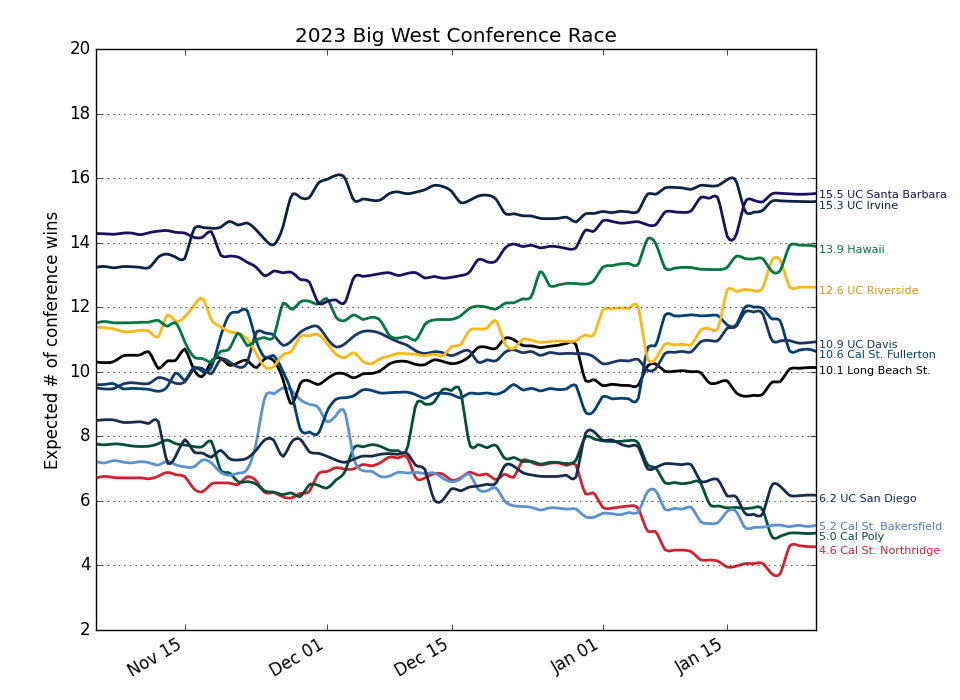 2023 Big West Conference Race
Expected # of conference wins
20
18
16
14
12
10
8
6
4
2
15.5 UC Santa Barbara
15.3 UC Irvine
13.9 Hawaii
12.6 UC Riverside
10.9 UC Davis
10.6 Cal St. Fullerton
10.1 Long Beach St.
6.2 UC San Diego
5.2 Cal St. Bakersfield
5.0 Cal Poly
4.6 Cal St. Northridge
Nov 15
Dec 01
Dec 15
Jan 01
Jan 15